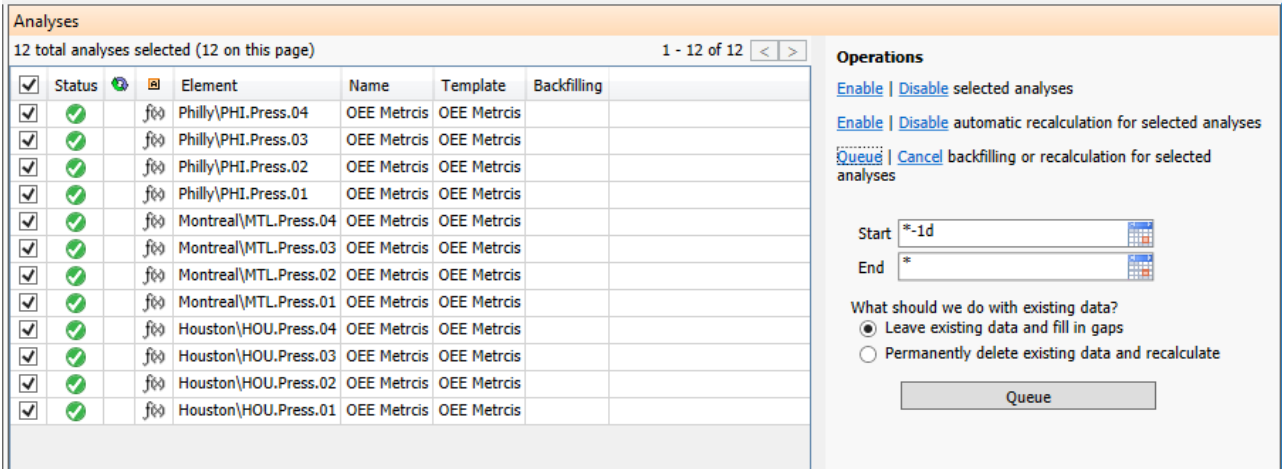 Analyses
12 total analyses selected (12 on this page) 1 - 12 of 12 < >
Status Element Name Template Backfilling
f(x) Philly\PHI.Press.04 OEE Metrcis OEE Metrcis
f(x) Philly\PHI.Press.03 OEE Metrcis OEE Metrcis
f(x) Philly\PHI.Press.02 OEE Metrcis OEE Metrcis
f(x) Philly\PHI.Press.01 OEE Metrcis OEE Metrcis
f(x) Montreal\MTL.Press.04 OEE Metrcis OEE Metrcis
f(x) Montreal\MTL.Press.03 OEE Metrcis OEE Metrcis
f(x) Montreal\MTL.Press.02 OEE Metrcis OEE Metrcis
f(x) Montreal\MTL.Press.01 OEE Metrcis OEE Metrcis
f(x) Houston\HOU.Press.04 OEE Metrcis OEE Metrcis
f(x) Houston\HOU.Press.03 OEE Metrcis OEE Metrcis
f(x) Houston\HOU.Press.02 OEE Metrcis OEE Metrcis
f(x) Houston\HOU.Press.01 OEE Metrcis OEE Metrcis
Operations
Enable | Disable selected analyses
Enable | Disable automatic recalculation for selected analyses
Queue | Cancel backfilling or recalculation for selected
analyses
Start *-1d
End *
What should we do with existing data?
Leave existing data and fill in gaps
Permanently delete existing data and recalculate
Queue